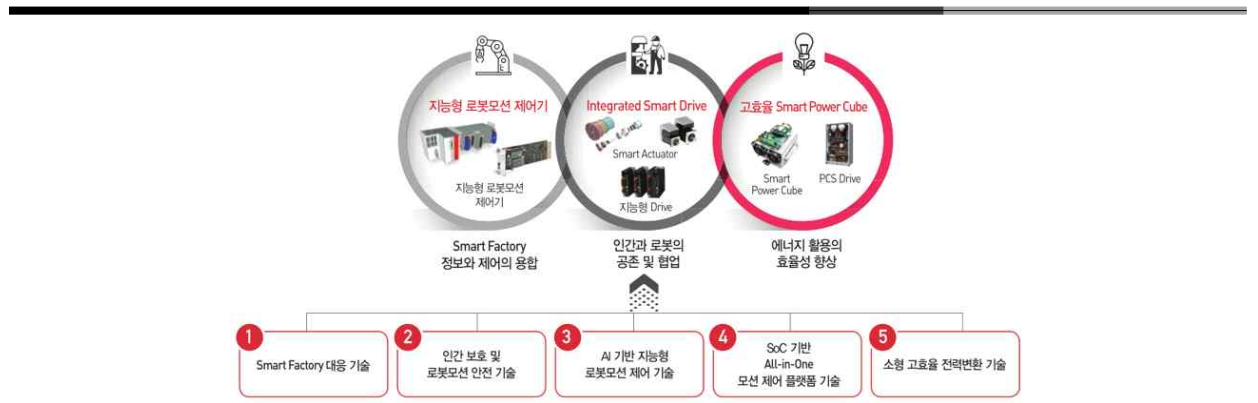 지능형 로봇모션 제어기
지능형 로봇모션
제어기
Integrated Smart Drive
Smart Actuator
지능형 Drive
고효율 Smart Power Cube
Smart
Power Cube
PCS Drive
Smart Factory
정보와 제어의 융합
인간과 로봇의
공존 및 협업
에너지 활용의
효율성 향상
1
Smart Factory 대응 기술
2
인간 보호 및
로봇모션 안전 기술
3
AI 기반 지능형
로봇모션 제어 기술
4
SoC 기반
All-in-One
모션 제어 플랫폼 기술
5
소형 고효율 전력변환 기술